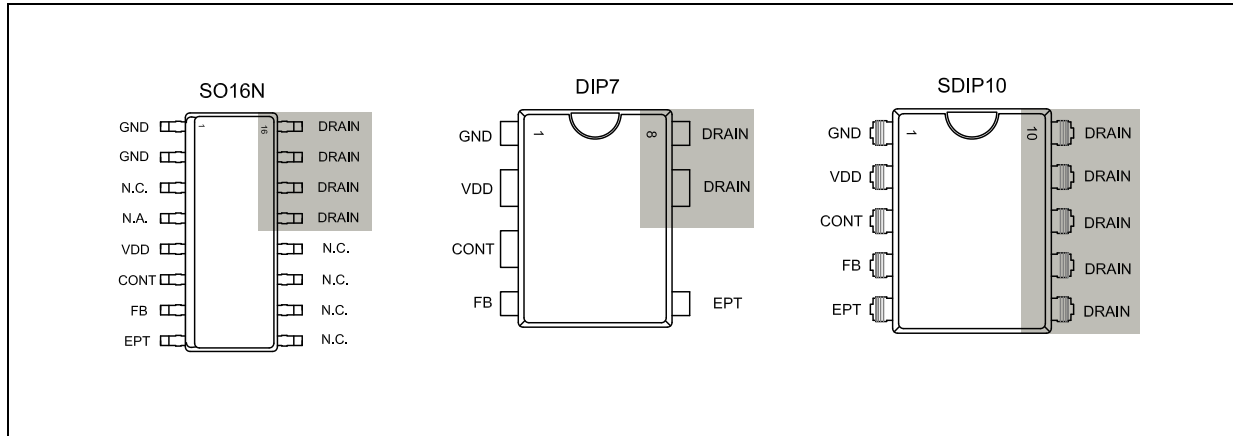 SO16N
GND 1 16 DRAIN
GND DRAIN
N.C. DRAIN
N.A. DRAIN
VDD N.C.
CONT N.C.
FB N.C.
EPT N.C.
DIP7
GND 1 8 DRAIN
VDD DRAIN
CONT
FB EPT
SDIP10
GND 1 10 DRAIN
VDD DRAIN
CONT DRAIN
FB DRAIN
EPT DRAIN